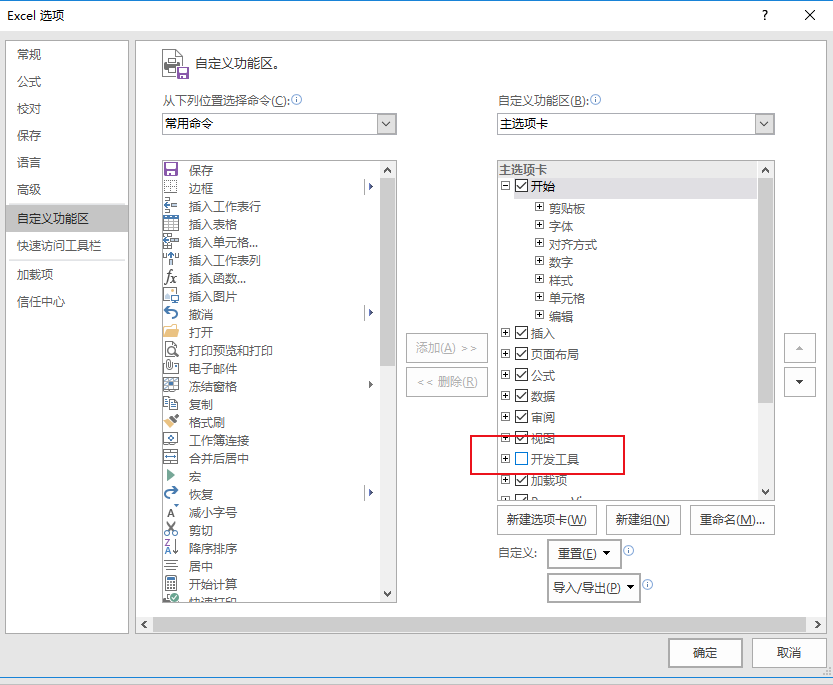 Excel 选项
常规
公式
校对
保存
语言
高级
自定义功能区
快速访问工具栏
加载项
信任中心
自定义功能区。
从下列位置选择命令(C):
常用命令
保存
边框
插入工作表行
插入表格
插入单元格...
插入工作表列
插入函数...
插入图片
撤消
打开
打印预览和打印
电子邮件
冻结窗格
复制
格式刷
工作簿连接
合并后居中
宏
恢复
减小字号
剪切
降序排序
居中
开始计算
快速打印
添加(A) >>
<< 删除(R)
自定义功能区(B):
主选项卡
主选项卡
开始
剪贴板
字体
对齐方式
数字
样式
单元格
编辑
插入
页面布局
公式
数据
审阅
视图
开发工具
加载项
新建选项卡(W)
新建组(N)
重命名(M)...
自定义:
重置(E)
导入/导出(P)
确定
取消